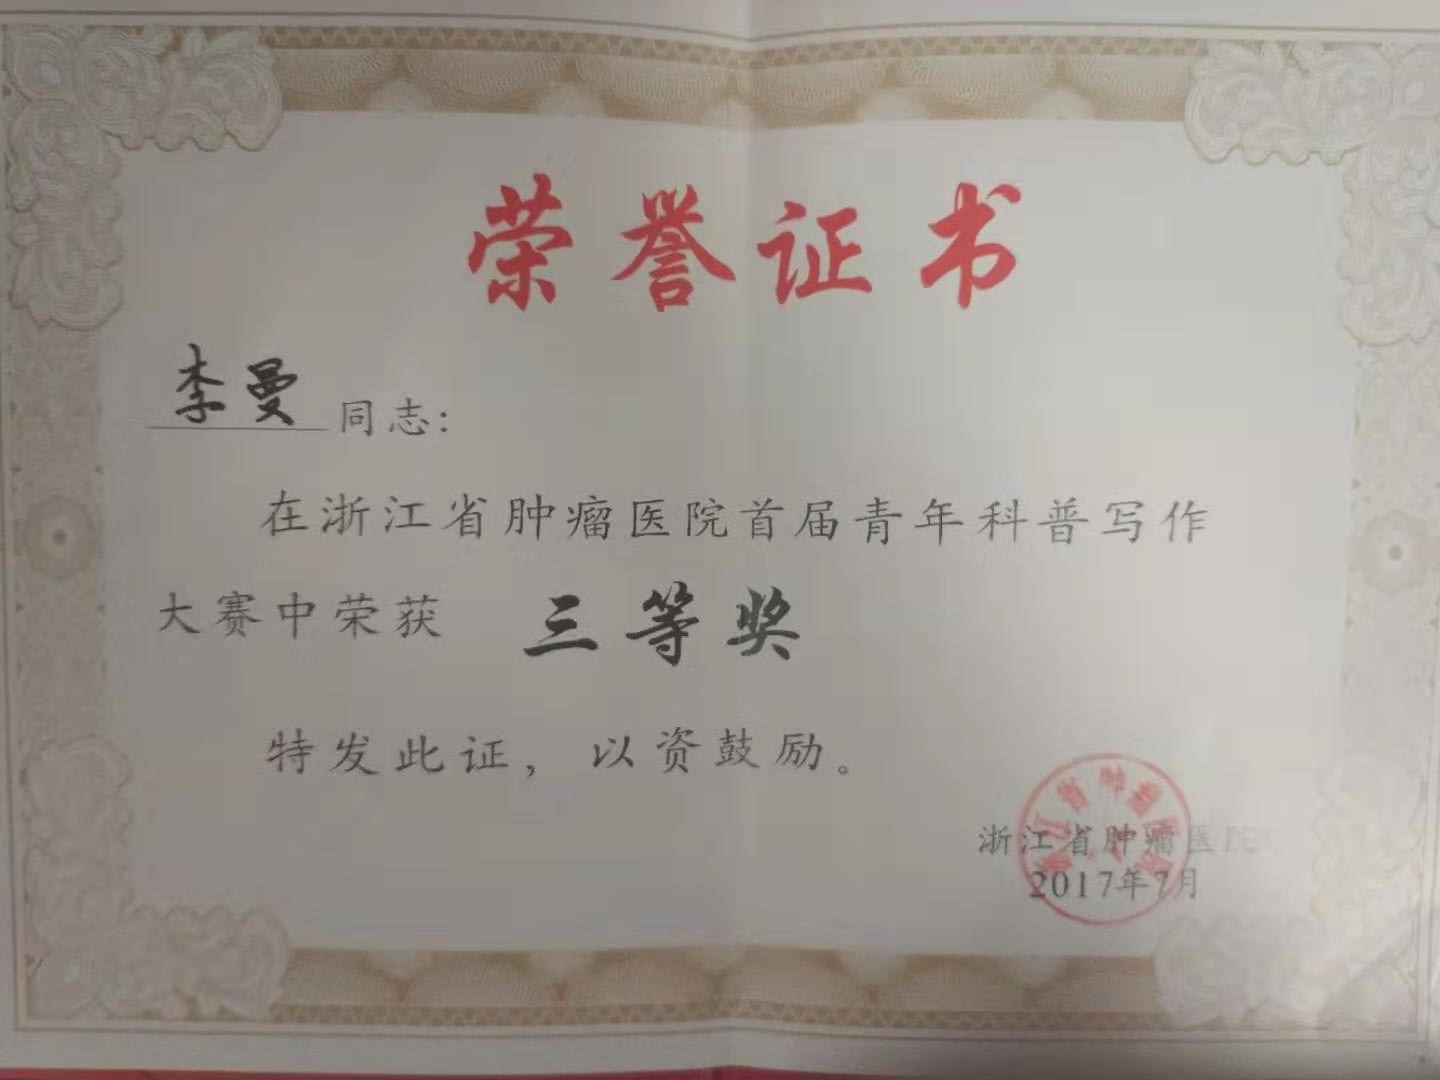 荣誉证书
李曼同志：
在浙江省肿瘤医院首届青年科普写作
大赛中荣获 三等奖
特发此证，以资鼓励。
浙江省肿瘤医院
2017年7月